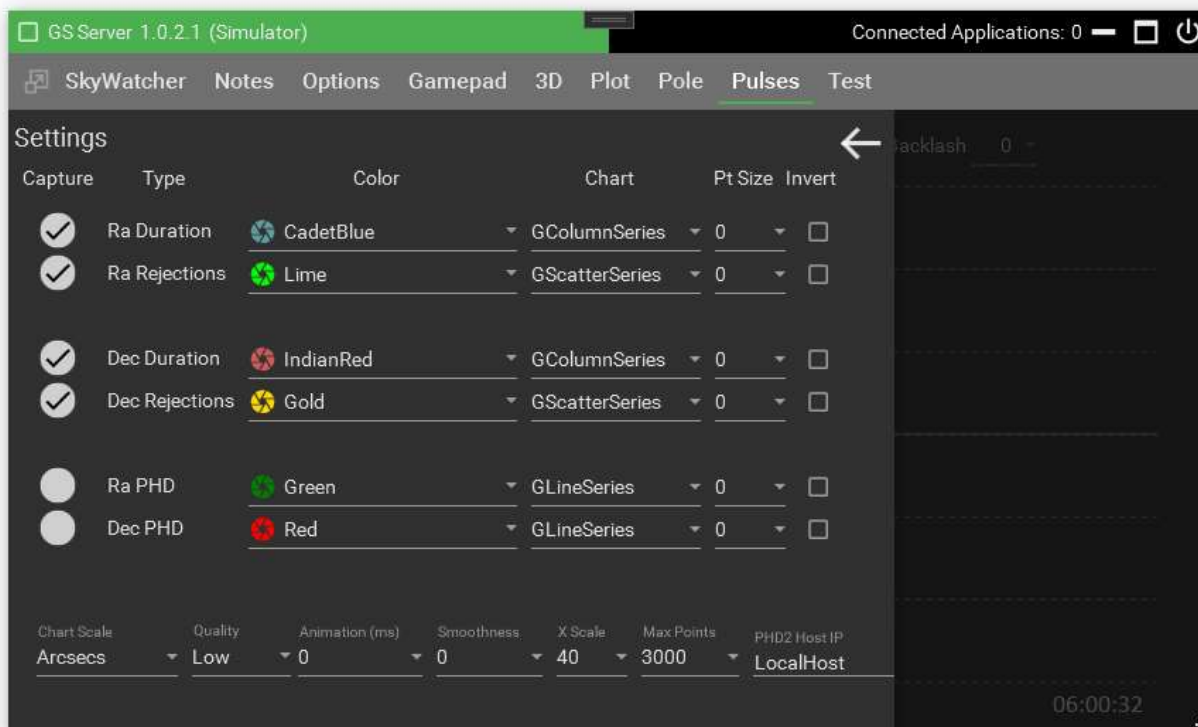 GS Server 1.0.2.1 (Simulator) Connected Applications: 0
SkyWatcher Notes Options Gamepad 3D Plot Pole Pulses Test
Settings
Backlash 0
Capture Type Color Chart Pt Size Invert
Ra Duration CadetBlue GColumnSeries 0
Ra Rejections Lime GScatterSeries 0
Dec Duration IndianRed GColumnSeries 0
Dec Rejections Gold GScatterSeries 0
Ra PHD Green GLineSeries 0
Dec PHD Red GLineSeries 0
Chart Scale Quality Animation (ms) Smoothness X Scale Max Points PHD2 Host IP
Arcsecs Low 0 0 40 3000 LocalHost
06:00:32